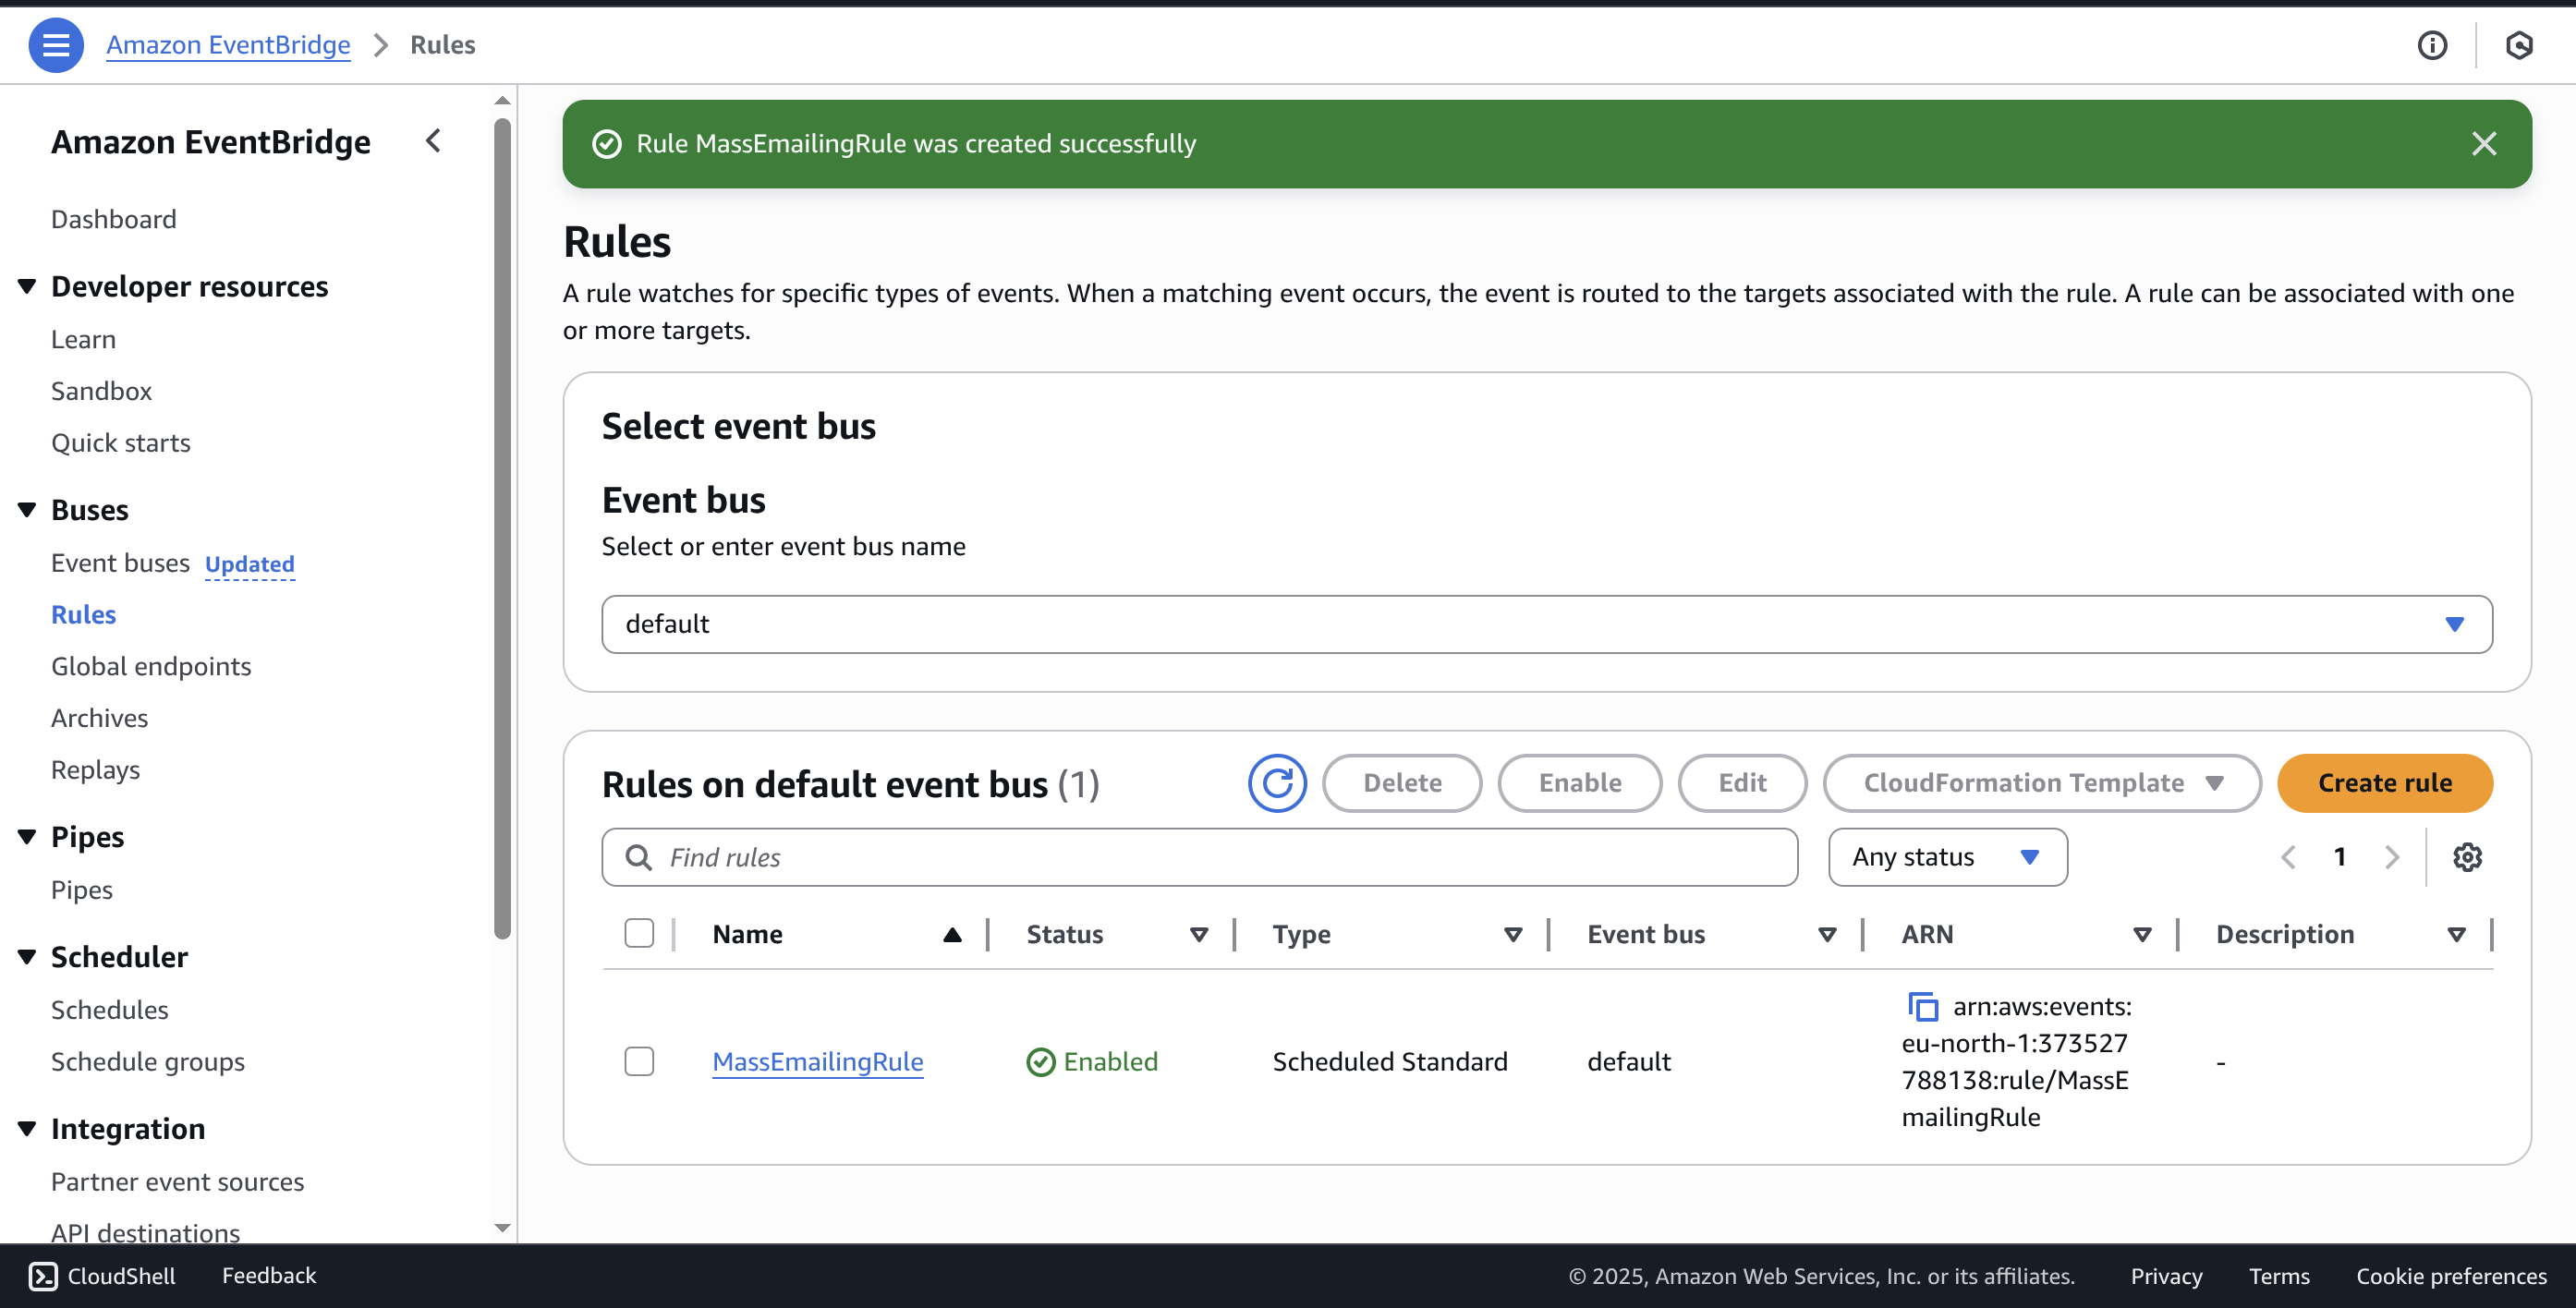 Amazon EventBridge > Rules
Amazon EventBridge
Dashboard
Developer resources
Learn
Sandbox
Quick starts
Buses
Event buses Updated
Rules
Global endpoints
Archives
Replays
Pipes
Pipes
Scheduler
Schedules
Schedule groups
Integration
Partner event sources
API destinations
Rule MassEmailingRule was created successfully
Rules
A rule watches for specific types of events. When a matching event occurs, the event is routed to the targets associated with the rule. A rule can be associated with one
or more targets.
Select event bus
Event bus
Select or enter event bus name
default
Rules on default event bus (1)
Delete
Enable
Edit
CloudFormation Template
Create rule
Find rules
Any status
1
Name Status Type Event bus ARN Description
MassEmailingRule Enabled Scheduled Standard default
arn:aws:events:
eu-north-1:373527
788138:rule/MassE
mailingRule
-
CloudShell Feedback © 2025, Amazon Web Services, Inc. or its affiliates. Privacy Terms Cookie preferences